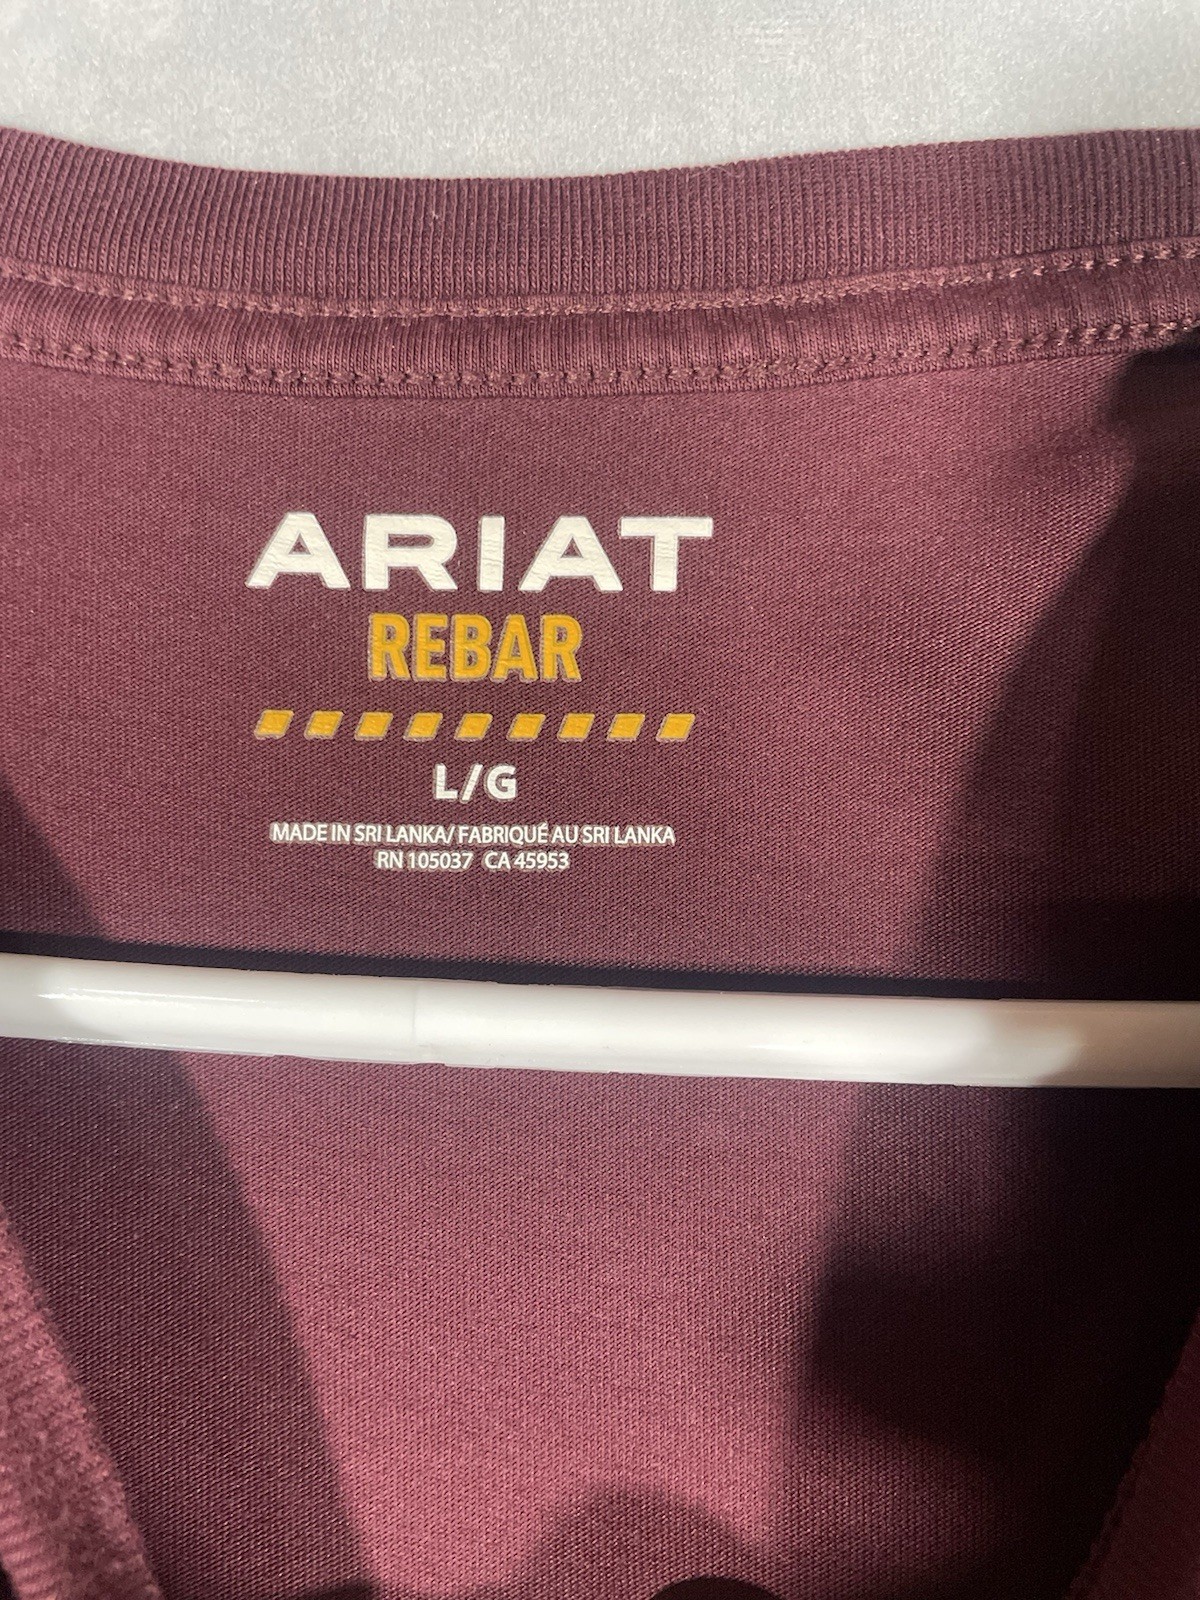 ARIAT
REBAR
L/G
MADE IN SRI LANKA/ FABRIQUÉ AU SRI LANKA
RN 105037 CA 45953